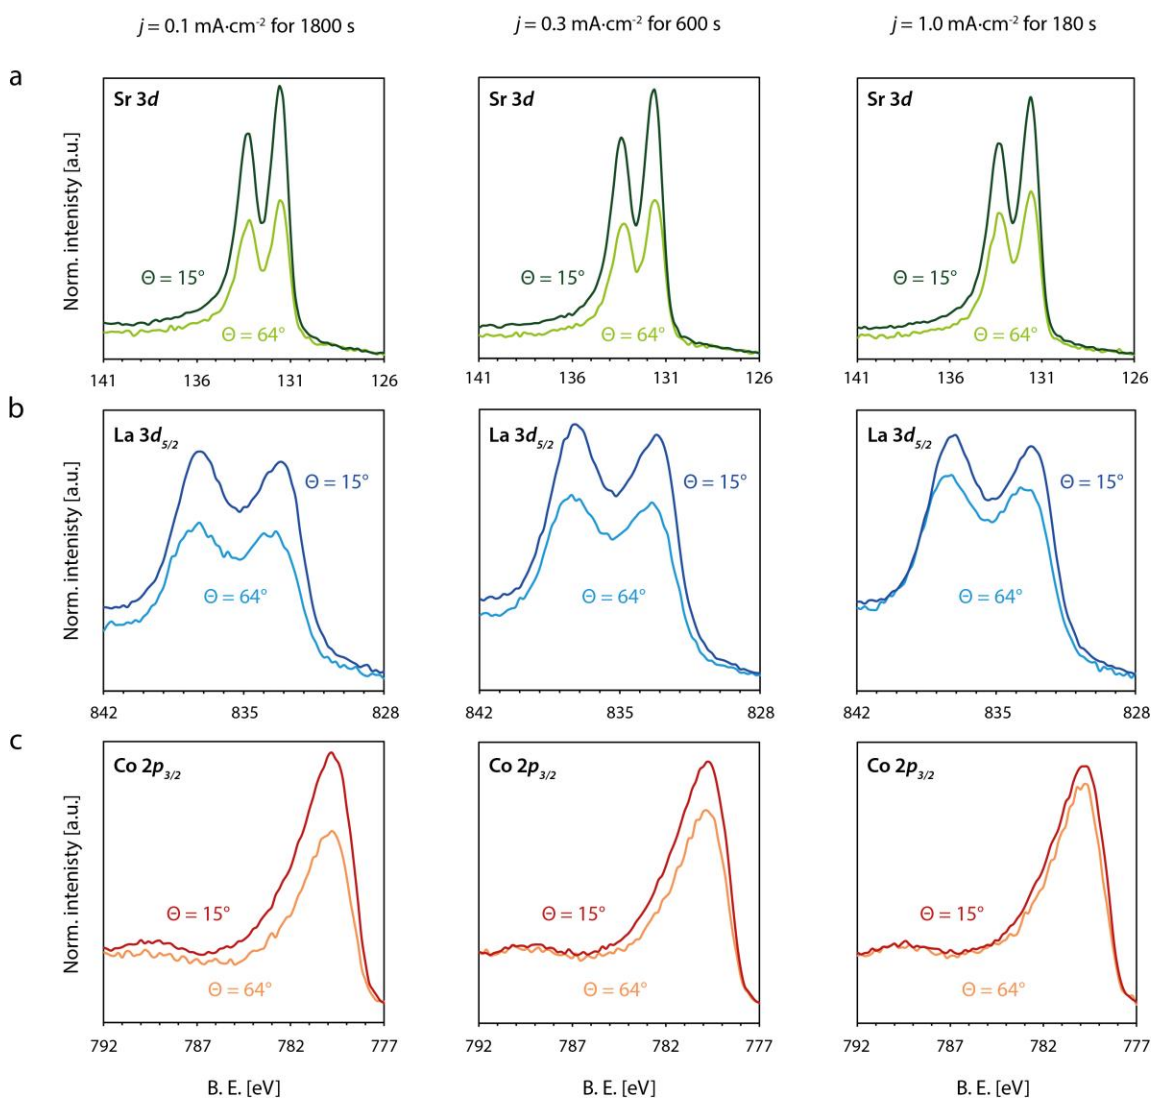 j = 0.1 mA·cm⁻² for 1800 s
j = 0.3 mA·cm⁻² for 600 s
j = 1.0 mA·cm⁻² for 180 s
a
Norm. intenisty [a.u.]
Sr 3d
Θ = 15°
Θ = 64°
141 136 131 126
Sr 3d
Θ = 15°
Θ = 64°
141 136 131 126
Sr 3d
Θ = 15°
Θ = 64°
141 136 131 126
b
Norm. intenisty [a.u.]
La 3d5/2
Θ = 15°
Θ = 64°
842 835 828
La 3d5/2
Θ = 15°
Θ = 64°
842 835 828
La 3d5/2
Θ = 15°
Θ = 64°
842 835 828
c
Norm. intenisty [a.u.]
Co 2p3/2
Θ = 15°
Θ = 64°
792 787 782 777
B. E. [eV]
Co 2p3/2
Θ = 15°
Θ = 64°
792 787 782 777
B. E. [eV]
Co 2p3/2
Θ = 15°
Θ = 64°
792 787 782 777
B. E. [eV]